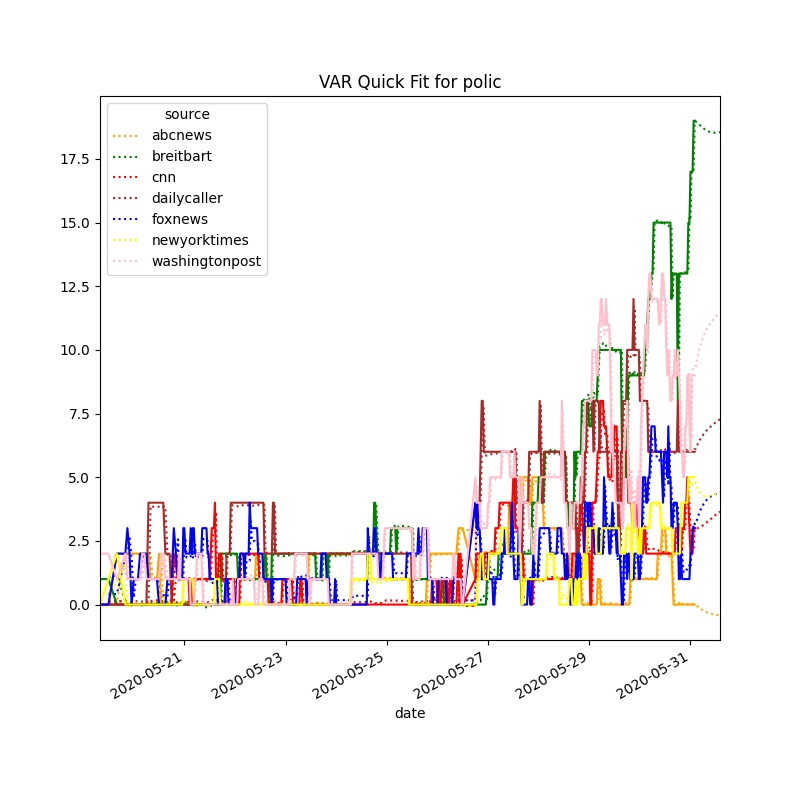 VAR Quick Fit for polic
source
abcnews
breitbart
cnn
dailycaller
foxnews
newyorktimes
washingtonpost
17.5
15.0
12.5
10.0
7.5
5.0
2.5
0.0
2020-05-21
2020-05-23
2020-05-25
2020-05-27
2020-05-29
2020-05-31
date